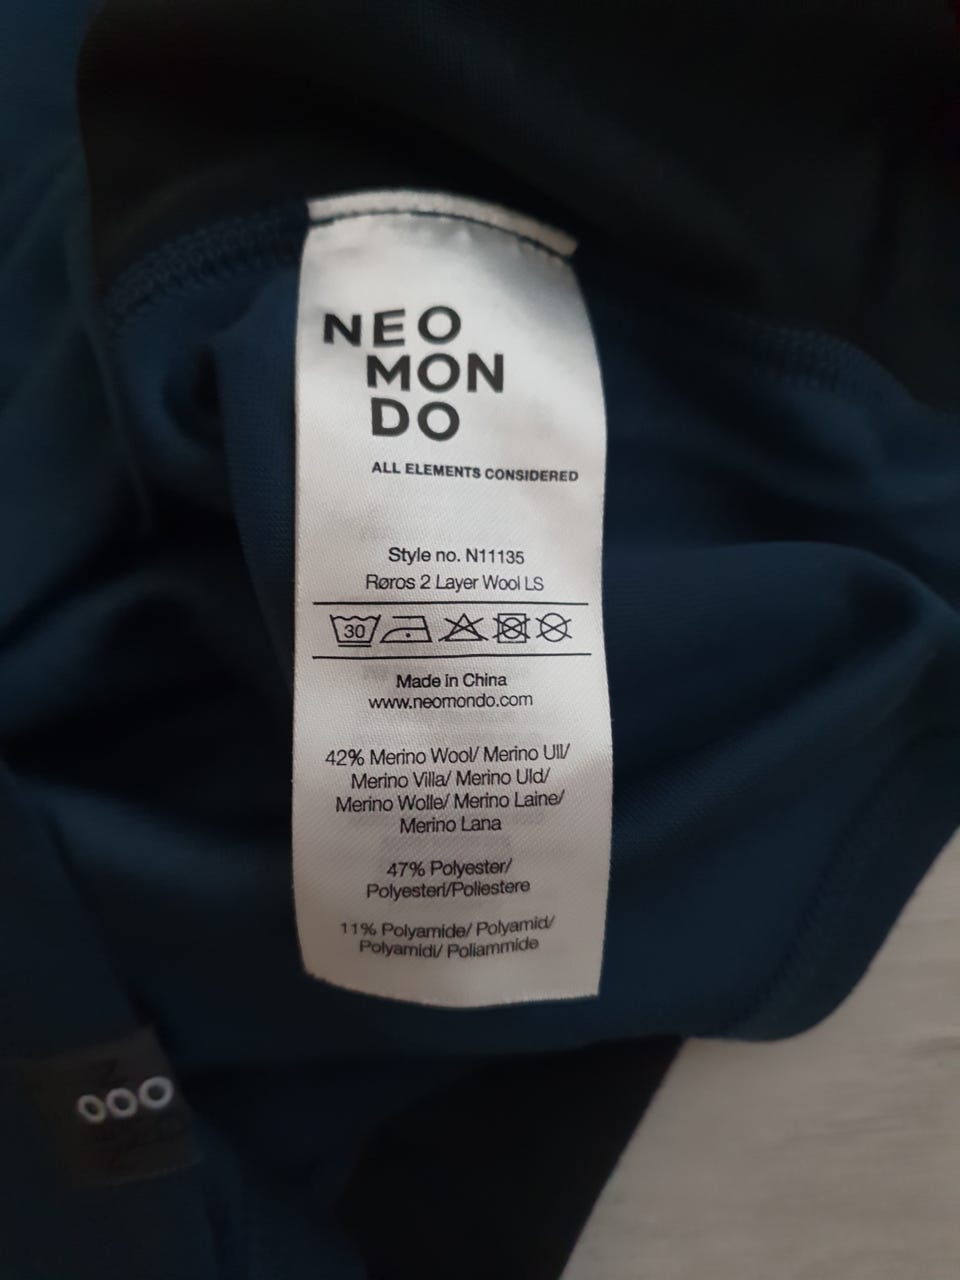 NEO
MON
DO
ALL ELEMENTS CONSIDERED
Style no. N11135
Røros 2 Layer Wool LS
30
Made in China
www.neomondo.com
42% Merino Wool/ Merino Ull/
Merino Villa/ Merino Uld/
Merino Wolle/ Merino Laine/
Merino Lana
47% Polyester/
Polyesteri/Poliestere
11% Polyamide/ Polyamid/
Polyamidi/ Poliammide